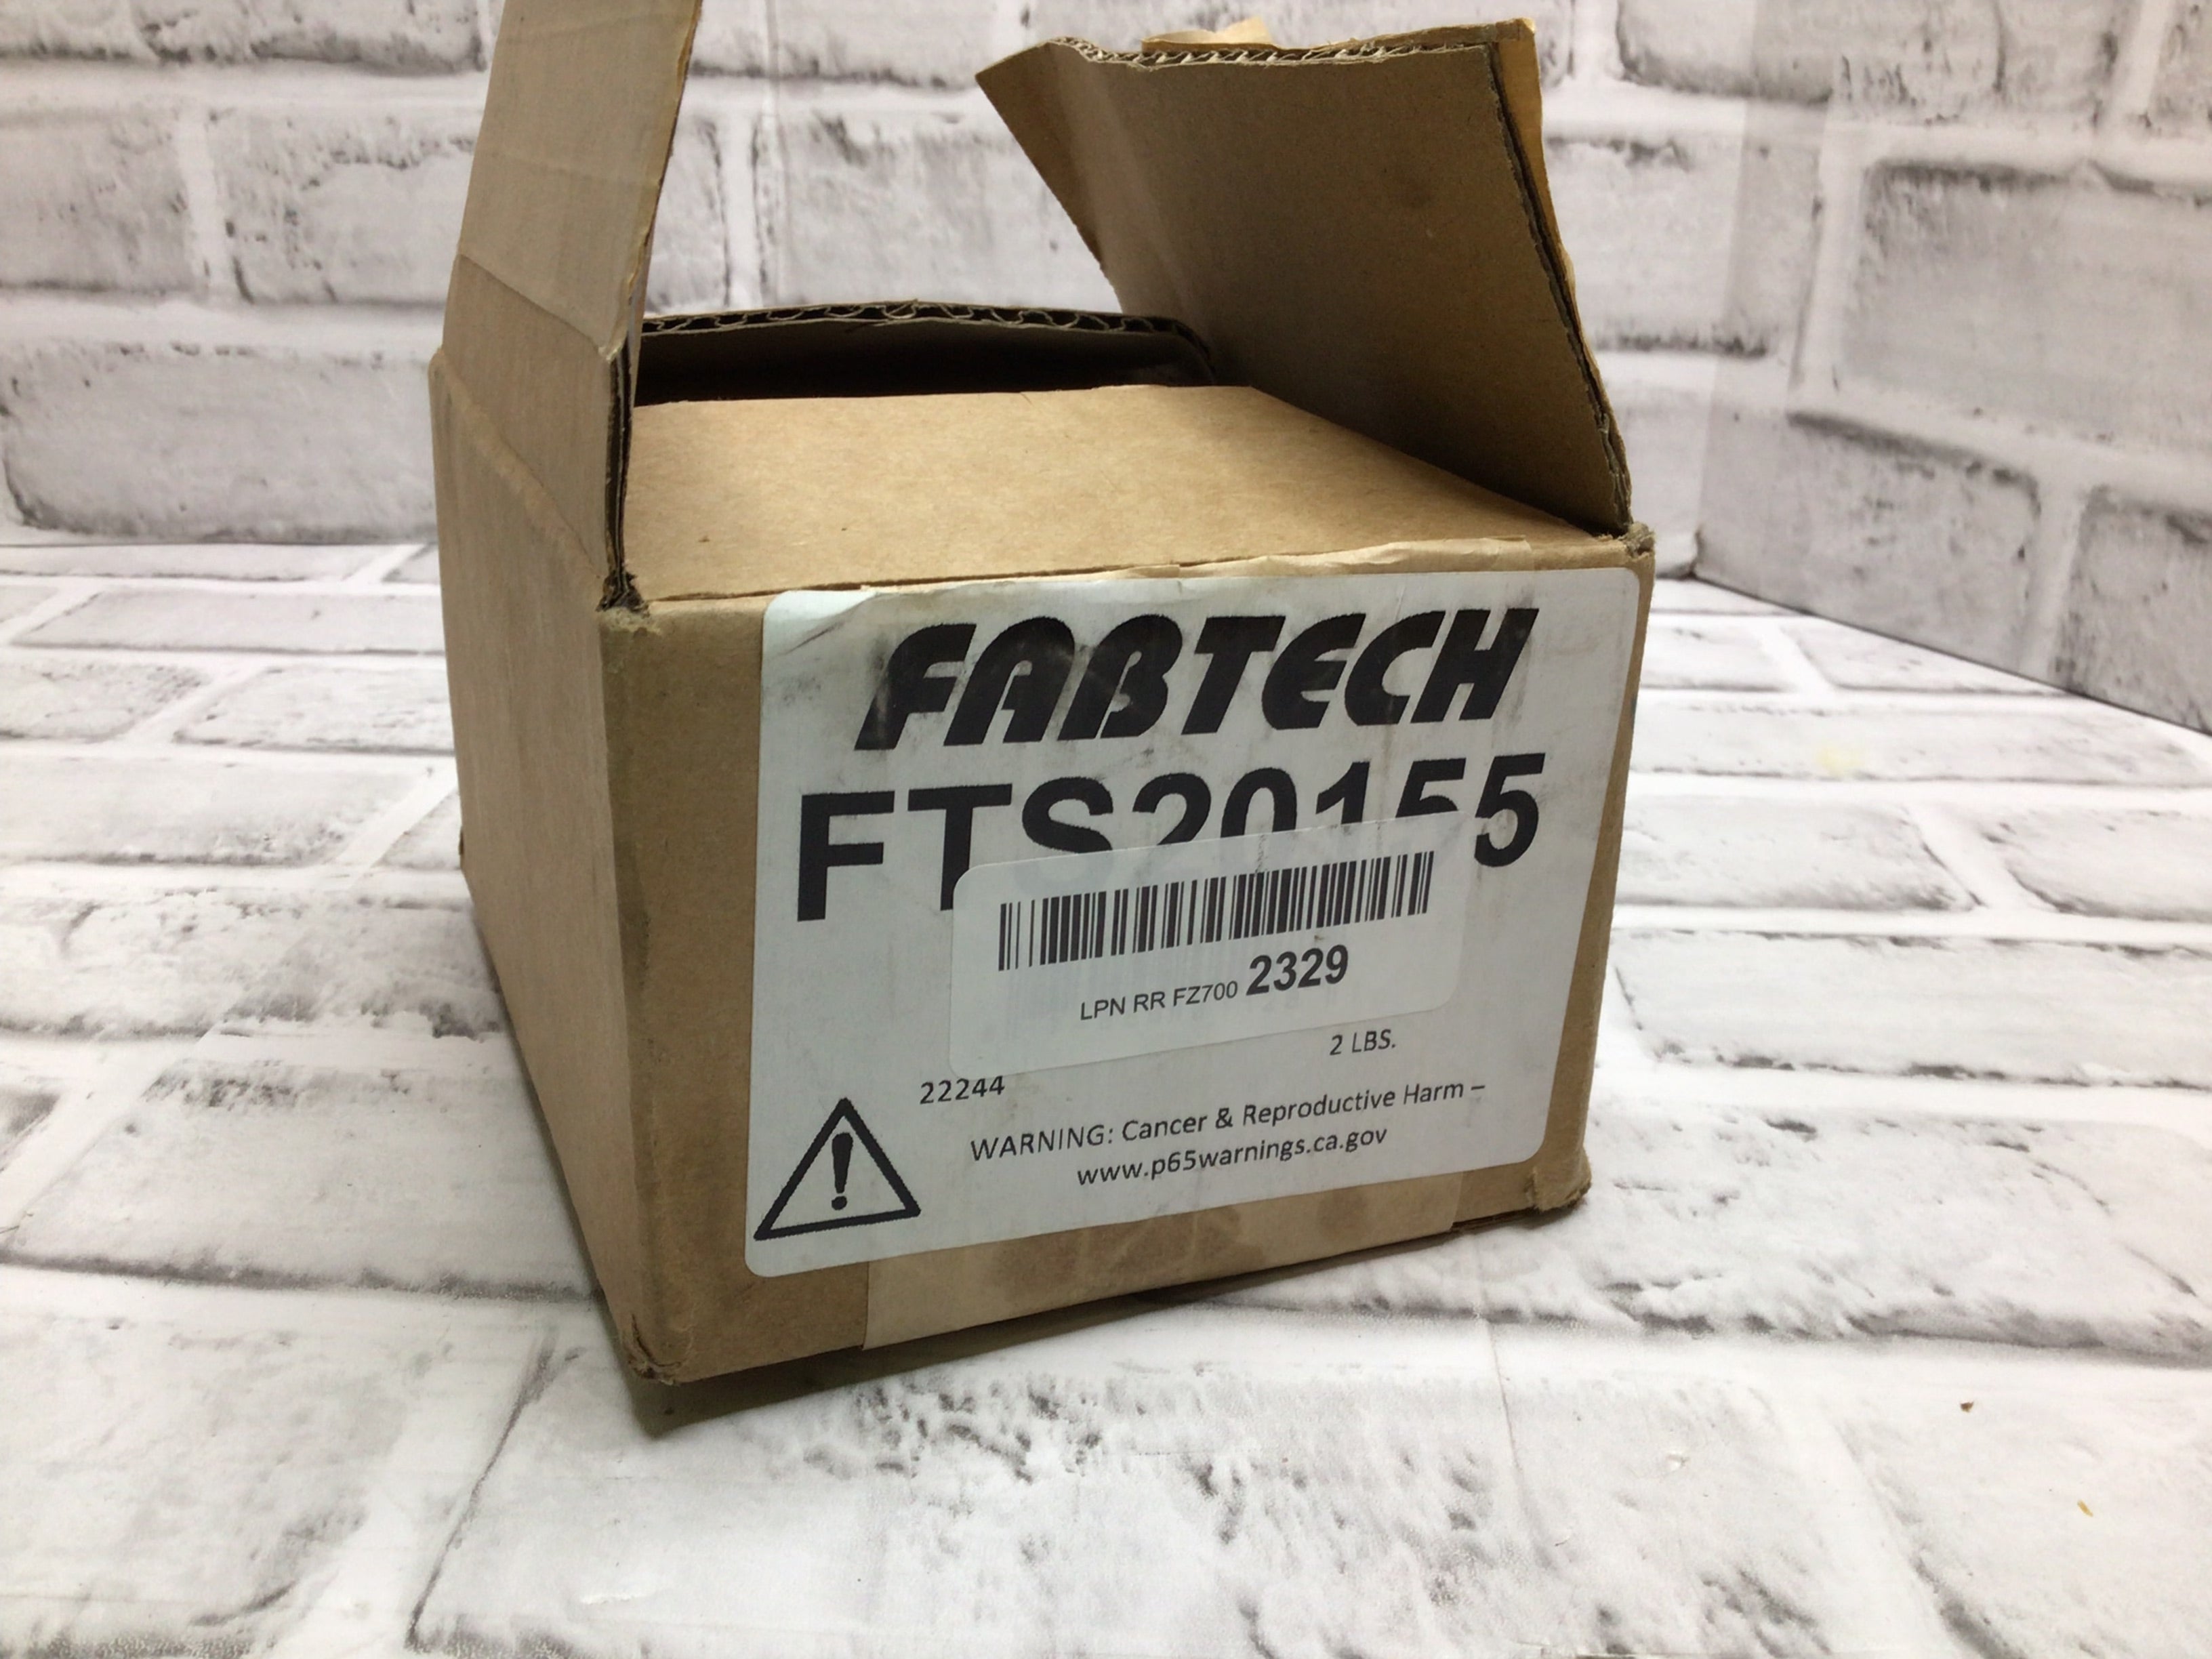 FABTECH
FTS20155
LPN RR FZ700 2329
2 LBS.
22244
WARNING: Cancer & Reproductive Harm –
www.p65warnings.ca.gov